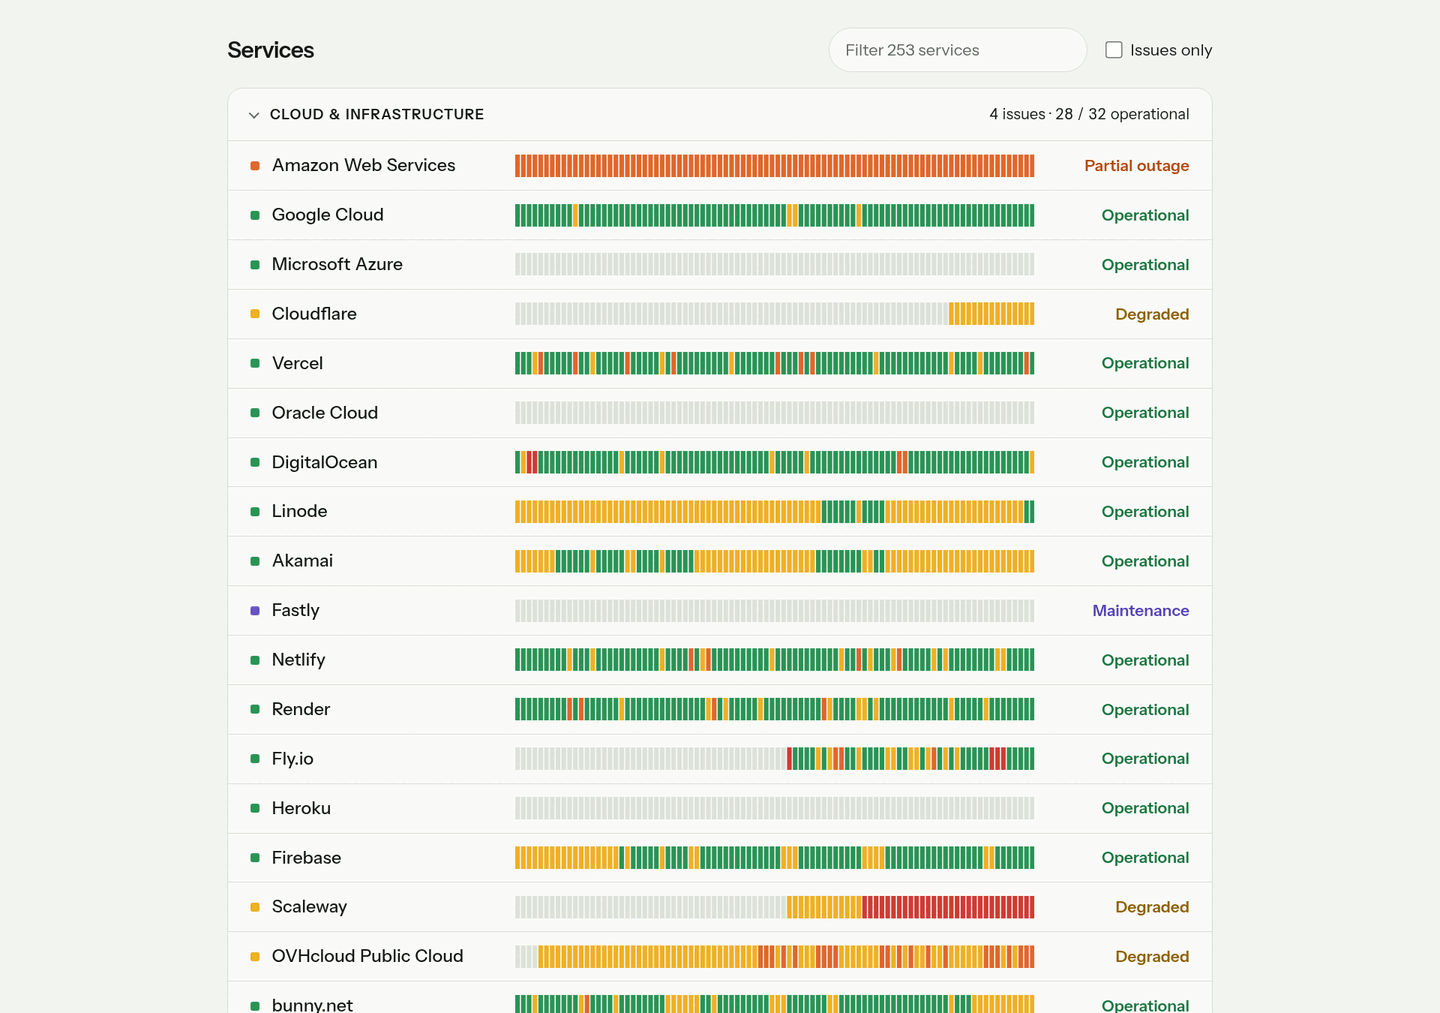 Services
Filter 253 services
Issues only
CLOUD & INFRASTRUCTURE
4 issues · 28 / 32 operational
Amazon Web Services
Partial outage
Google Cloud
Operational
Microsoft Azure
Operational
Cloudflare
Degraded
Vercel
Operational
Oracle Cloud
Operational
DigitalOcean
Operational
Linode
Operational
Akamai
Operational
Fastly
Maintenance
Netlify
Operational
Render
Operational
Fly.io
Operational
Heroku
Operational
Firebase
Operational
Scaleway
Degraded
OVHcloud Public Cloud
Degraded
bunny.net
Operational